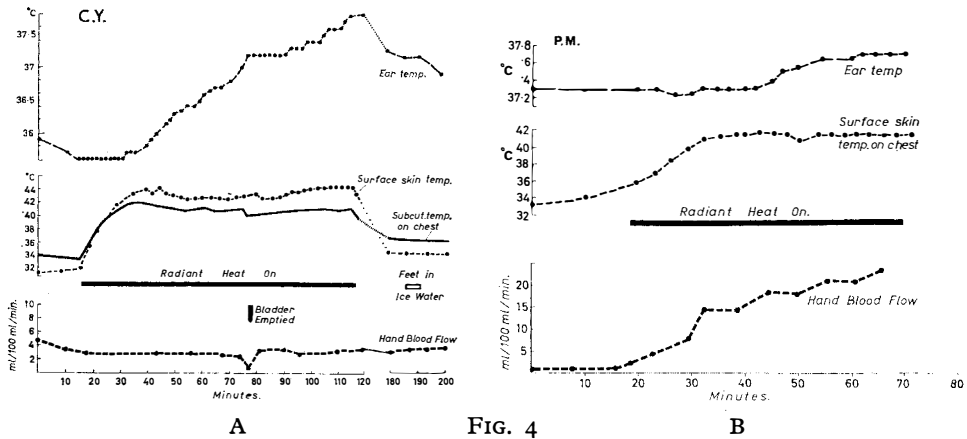 C.Y.
°C
37·5
37
36·5
36
Ear temp.
°C
44
42
40
38
36
34
32
Surface skin temp.
Subcut. temp.
on chest
Radiant Heat On
Feet in
Ice Water
Bladder
Emptied
ml/100 ml/min.
10
8
6
4
2
Hand Blood Flow
10 20 30 40 50 60 70 80 90 100 110 120 180 190 200
Minutes.
A
P.M.
°C
37·8
37·6
37·4
37·2
Ear temp
°C
42
40
38
36
34
32
Surface skin
temp. on chest
Radiant Heat On.
ml/100 ml/min.
20
15
10
5
Hand Blood Flow
0 10 20 30 40 50 60 70 80
Minutes.
B
FIG. 4